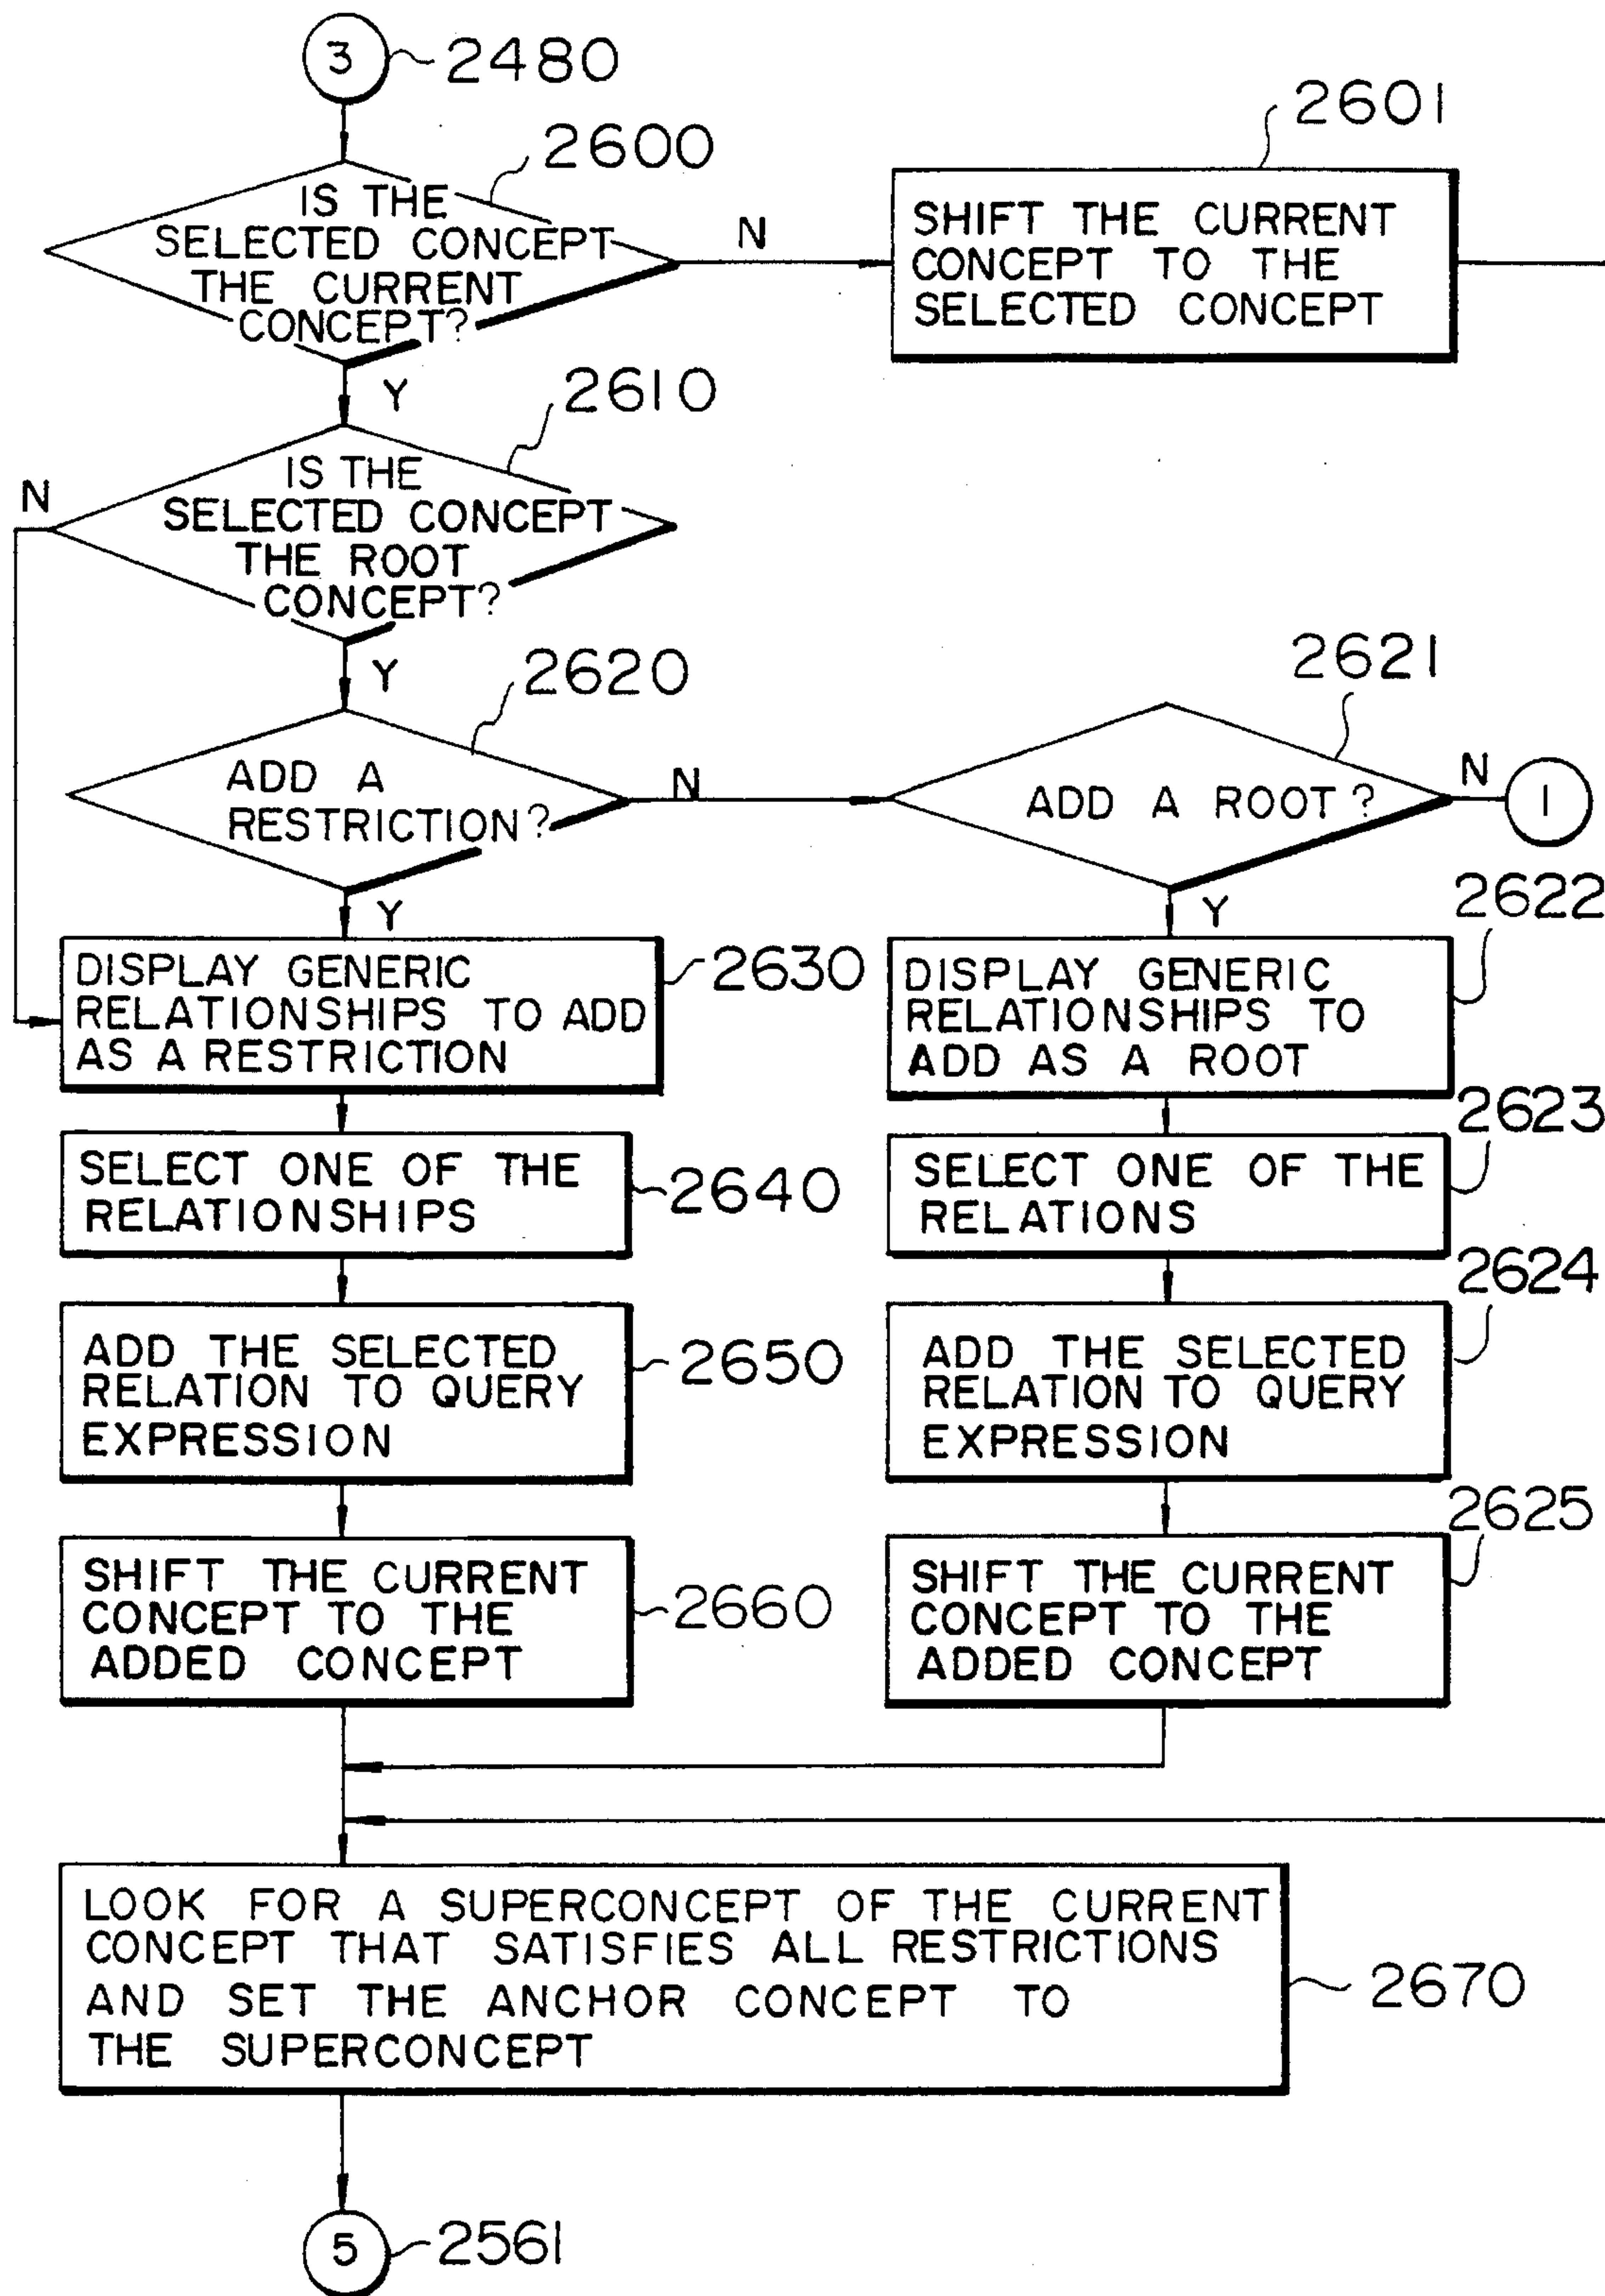 3
2480
2600
IS THE
SELECTED CONCEPT
THE CURRENT
CONCEPT?
N
2601
SHIFT THE CURRENT
CONCEPT TO THE
SELECTED CONCEPT
Y
2610
IS THE
SELECTED CONCEPT
THE ROOT
CONCEPT?
N
Y
2620
ADD A
RESTRICTION?
N
2621
ADD A ROOT?
N
1
Y
DISPLAY GENERIC
RELATIONSHIPS TO ADD
AS A RESTRICTION
2630
Y
2622
DISPLAY GENERIC
RELATIONSHIPS TO
ADD AS A ROOT
SELECT ONE OF THE
RELATIONSHIPS
2640
2623
SELECT ONE OF THE
RELATIONS
ADD THE SELECTED
RELATION TO QUERY
EXPRESSION
2650
2624
ADD THE SELECTED
RELATION TO QUERY
EXPRESSION
SHIFT THE CURRENT
CONCEPT TO THE
ADDED CONCEPT
2660
2625
SHIFT THE CURRENT
CONCEPT TO THE
ADDED CONCEPT
LOOK FOR A SUPERCONCEPT OF THE CURRENT
CONCEPT THAT SATISFIES ALL RESTRICTIONS
AND SET THE ANCHOR CONCEPT TO
THE SUPERCONCEPT
2670
5
2561